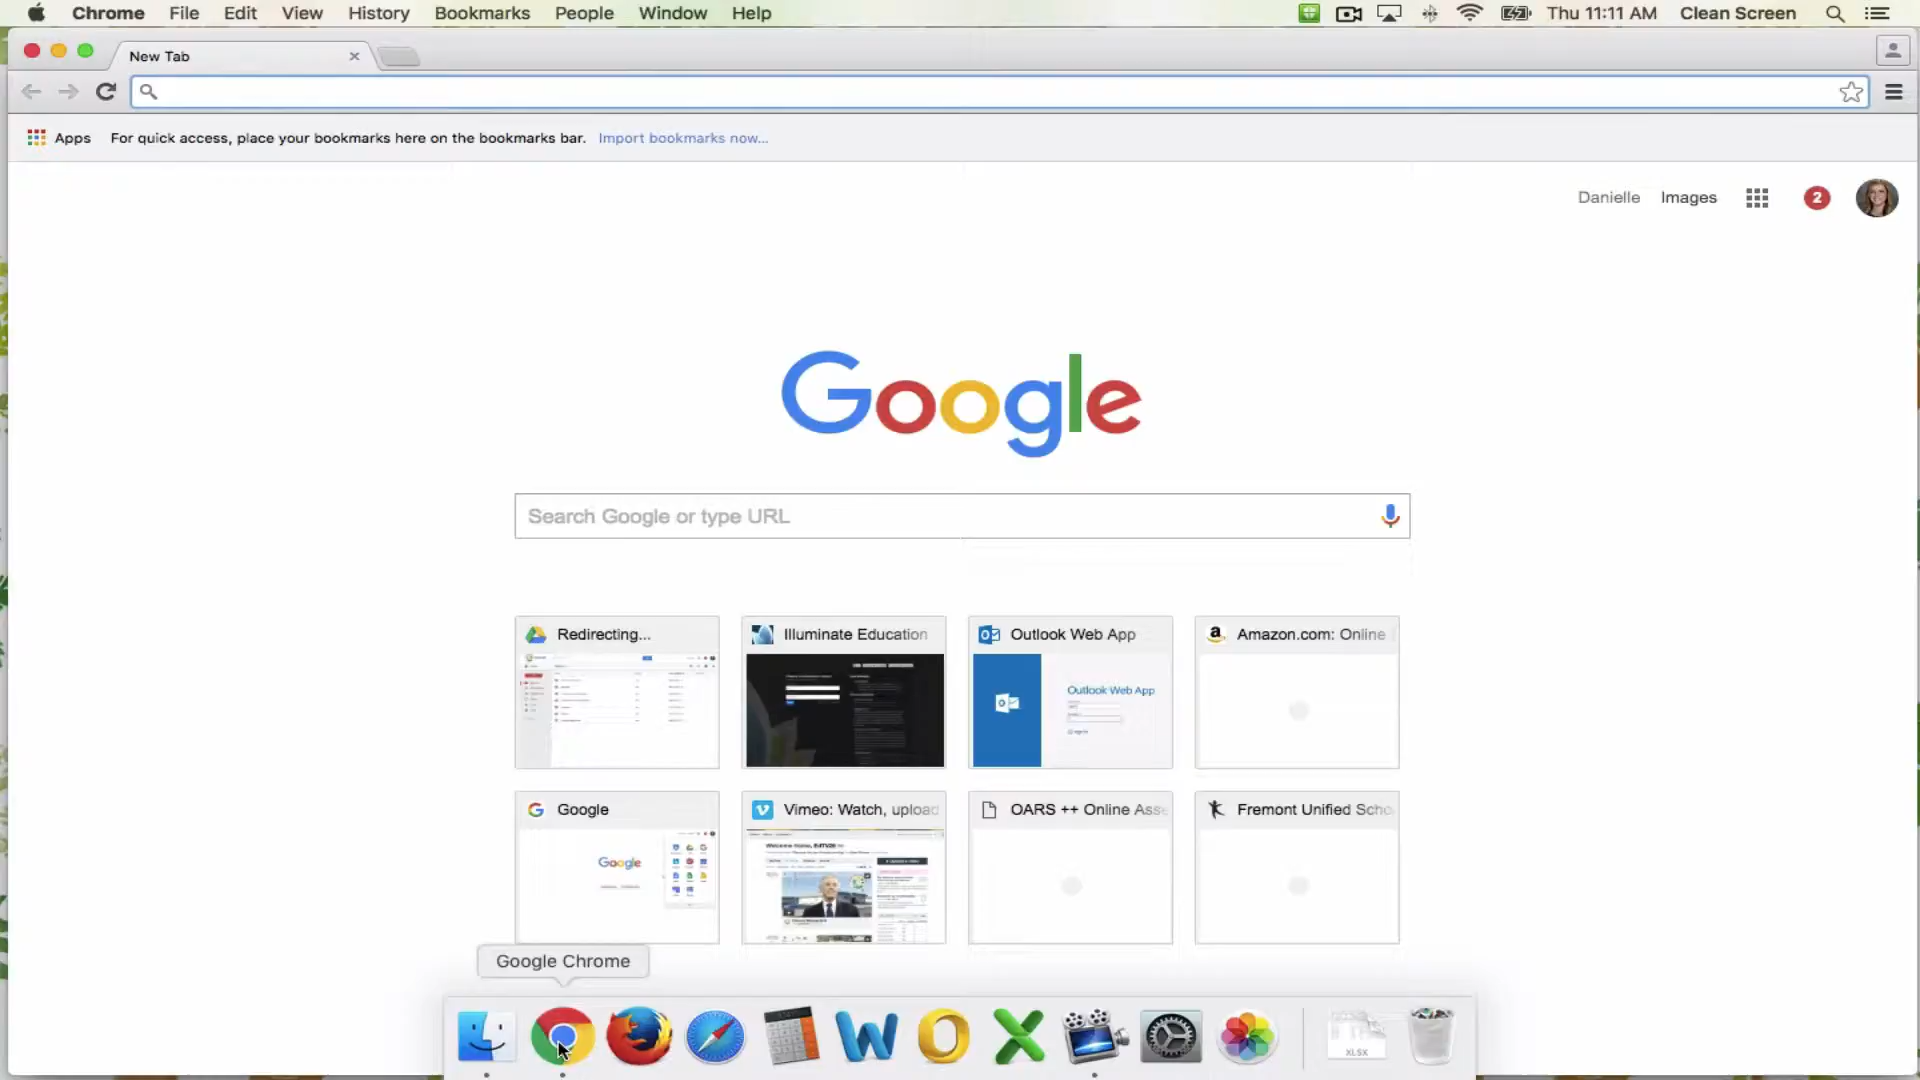 Chrome File Edit View History Bookmarks People Window Help Thu 11:11 AM Clean Screen
New Tab
Apps For quick access, place your bookmarks here on the bookmarks bar. Import bookmarks now...
Danielle Images 2
Google
Search Google or type URL
Redirecting... Illuminate Education Outlook Web App Amazon.com: Online
Outlook Web App
Google Vimeo: Watch, upload OARS ++ Online Asse Fremont Unified Scho
Google
Google Chrome
XLSX